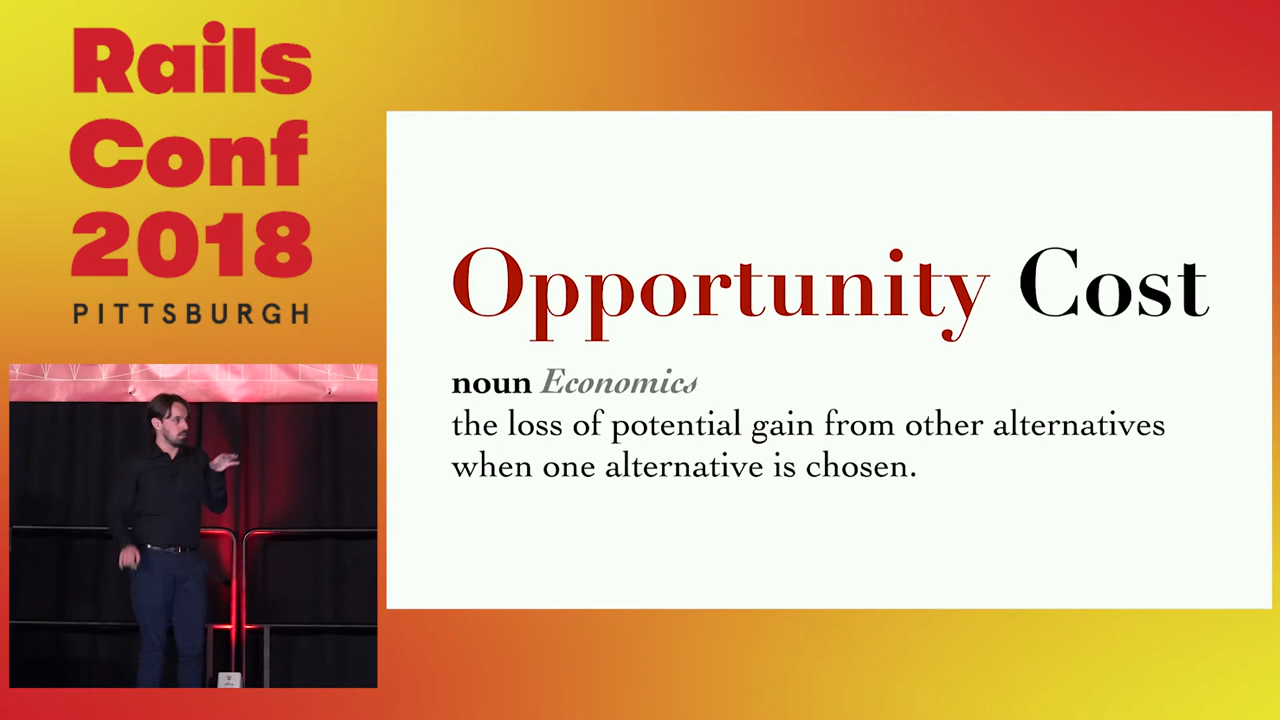 Rails
Conf
2018
PITTSBURGH
Opportunity Cost
noun Economics
the loss of potential gain from other alternatives
when one alternative is chosen.